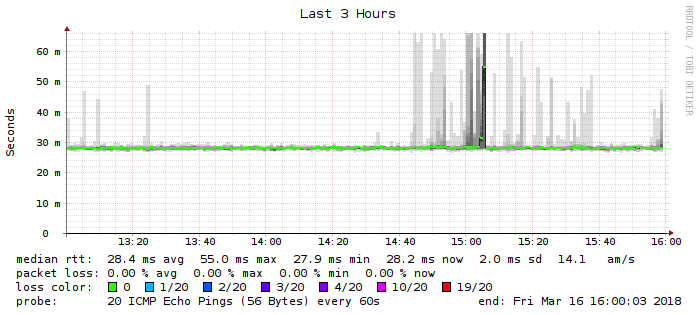 Last 3 Hours
RRDTOOL / TOBI OETIKER
Seconds
60 m
50 m
40 m
30 m
20 m
10 m
0
13:20 13:40 14:00 14:20 14:40 15:00 15:20 15:40 16:00
median rtt: 28.4 ms avg 55.0 ms max 27.9 ms min 28.2 ms now 2.0 ms sd 14.1 am/s
packet loss: 0.00 % avg 0.00 % max 0.00 % min 0.00 % now
loss color: 0 1/20 2/20 3/20 4/20 10/20 19/20
probe: 20 ICMP Echo Pings (56 Bytes) every 60s end: Fri Mar 16 16:00:03 2018